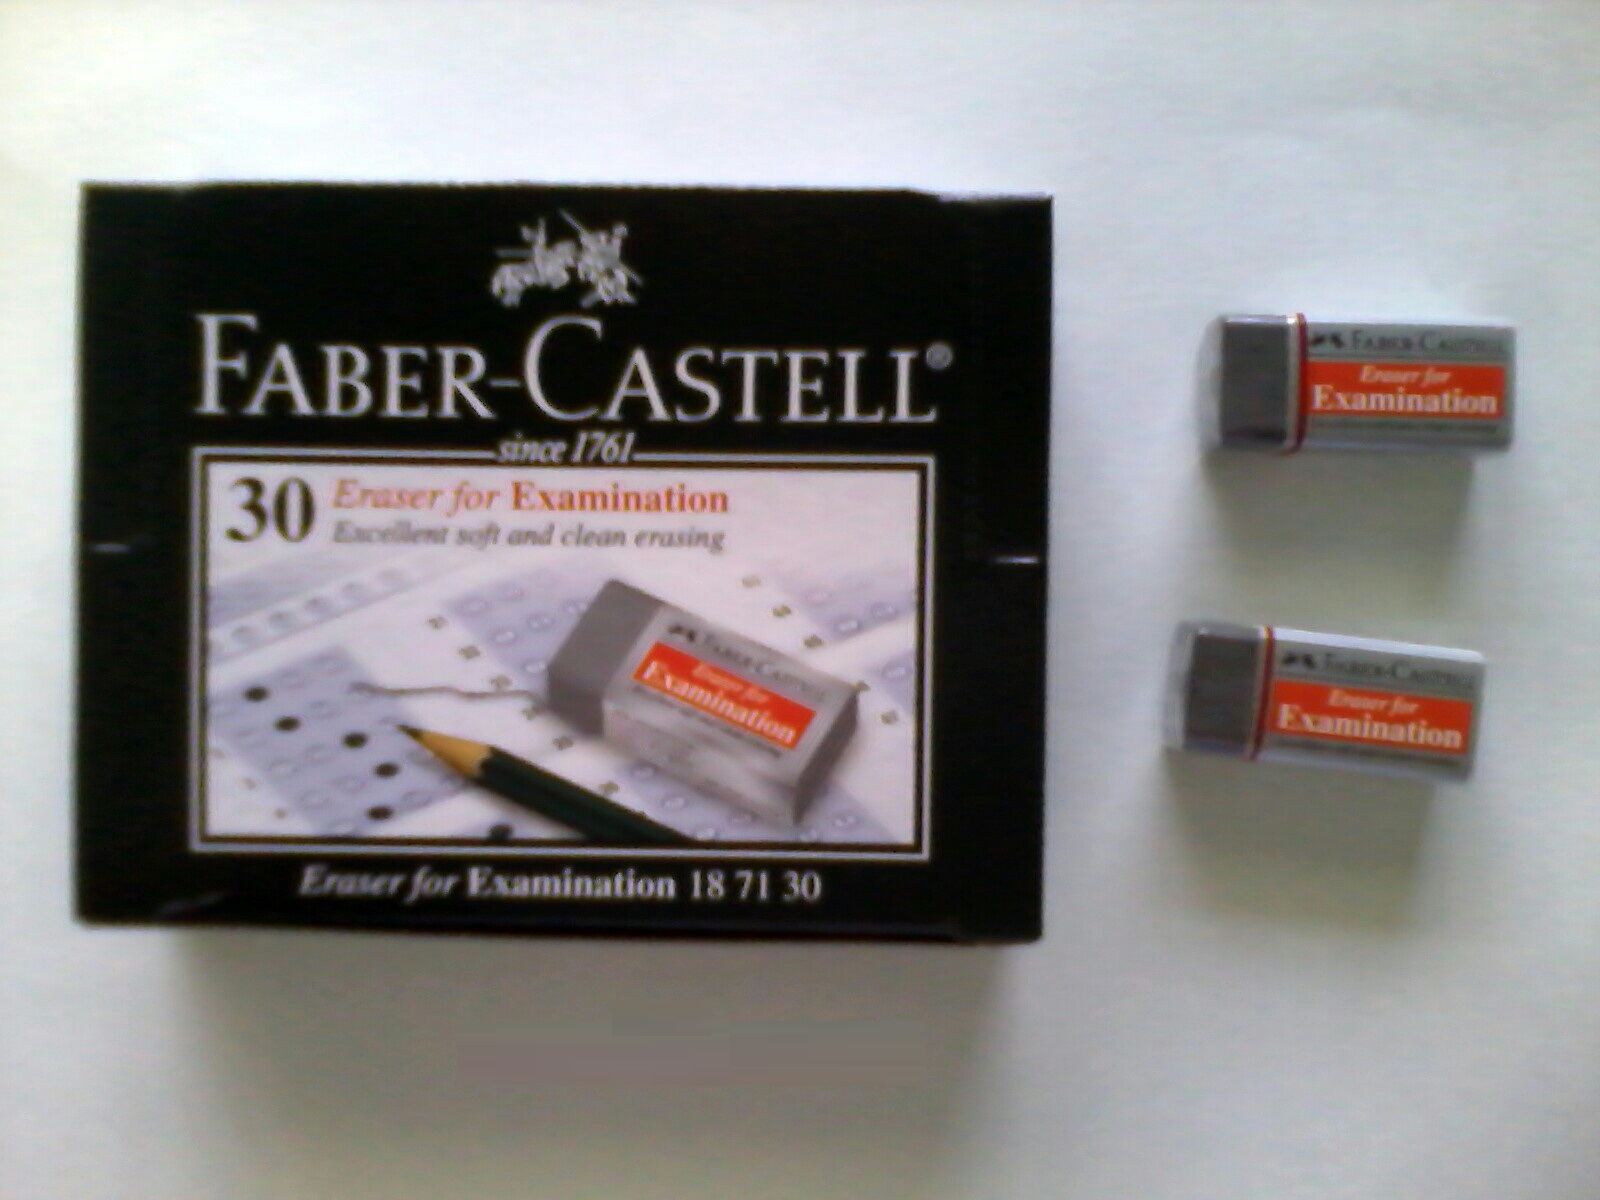 FABER-CASTELL®
since 1761
30 Eraser for Examination
Excellent soft and clean erasing
FABER-CASTELL
Eraser for
Examination
Eraser for Examination 18 71 30
FABER-CASTELL
Eraser for
Examination
FABER-CASTELL
Eraser for
Examination